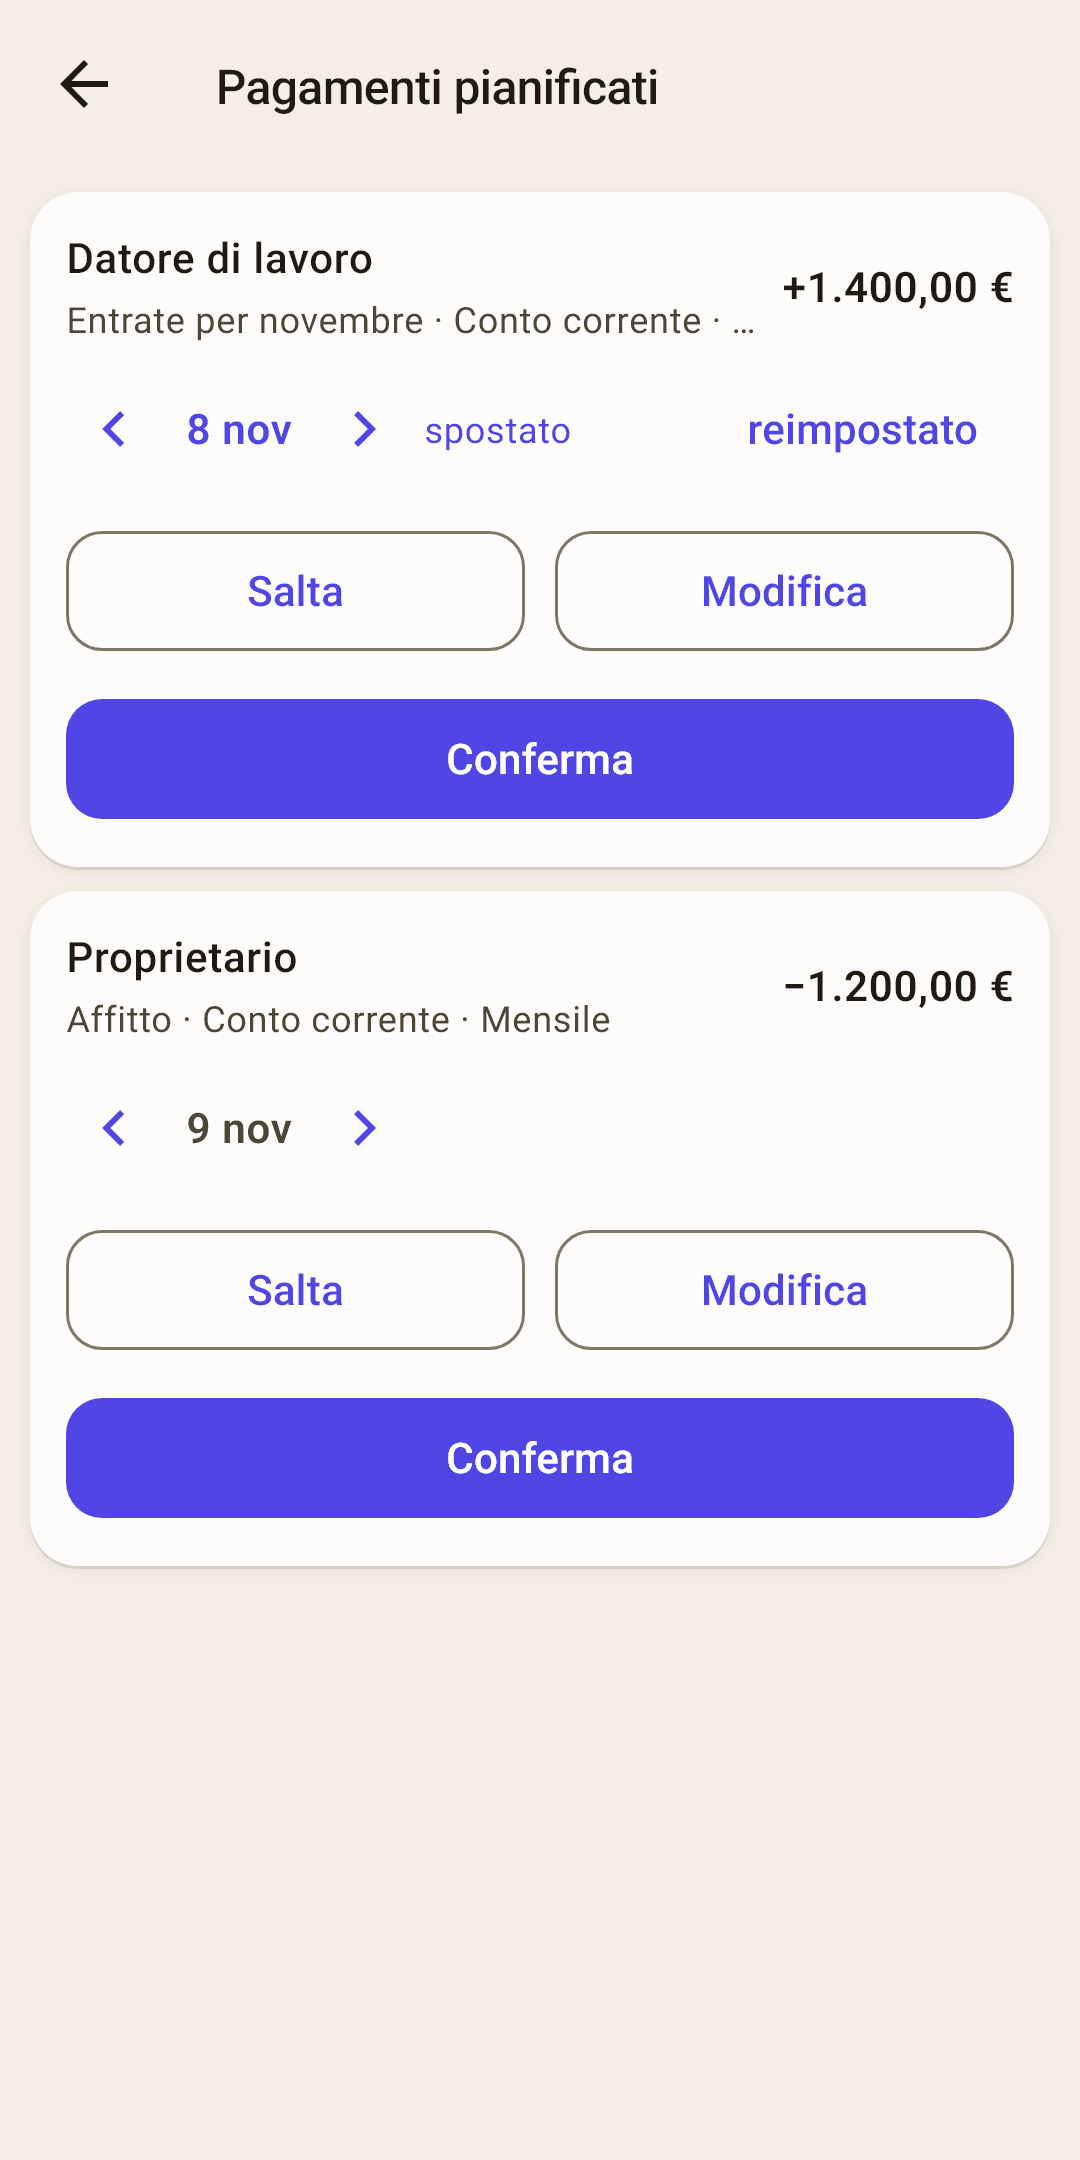 Pagamenti pianificati
Datore di lavoro
+1.400,00 €
Entrate per novembre · Conto corrente · …
8 nov spostato reimpostato
Salta Modifica
Conferma
Proprietario
−1.200,00 €
Affitto · Conto corrente · Mensile
9 nov
Salta Modifica
Conferma